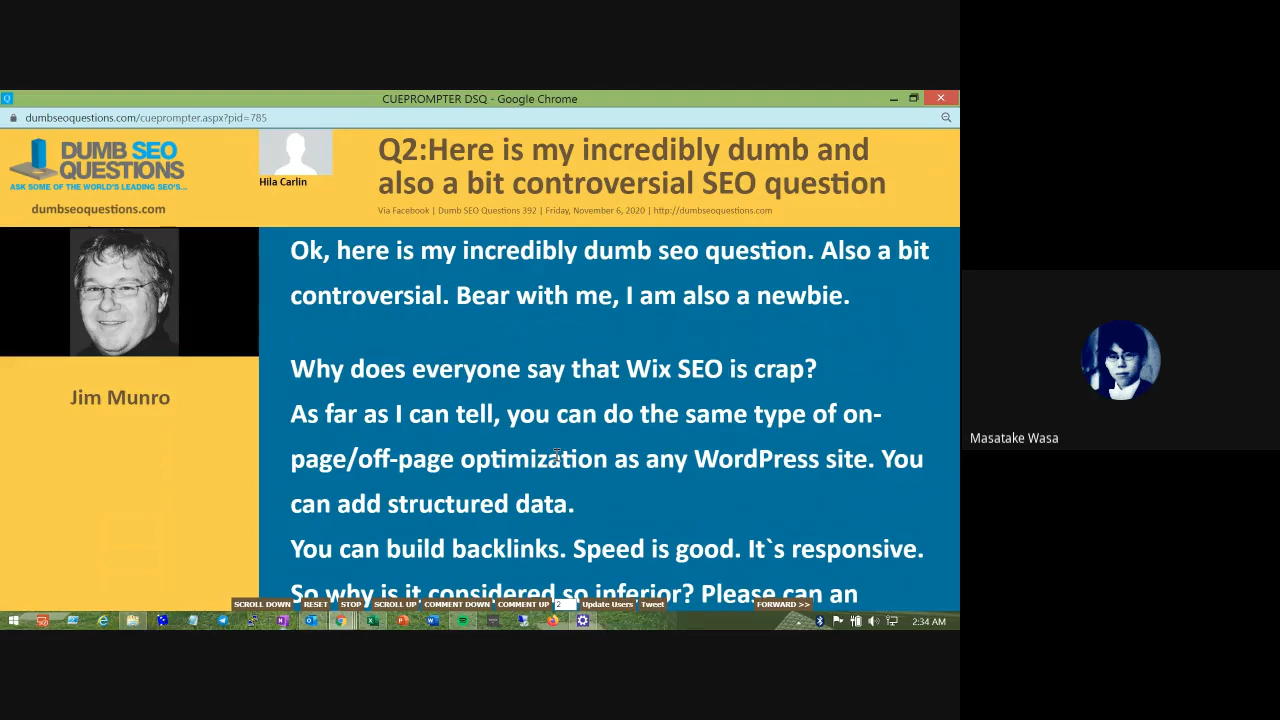 CUEPROMPTER DSQ - Google Chrome
dumbseoquestions.com/cueprompter.aspx?pid=785
DUMB SEO
QUESTIONS
ASK SOME OF THE WORLD'S LEADING SEO'S...
dumbseoquestions.com
Hila Carlin
Q2:Here is my incredibly dumb and
also a bit controversial SEO question
Via Facebook | Dumb SEO Questions 392 | Friday, November 6, 2020 | http://dumbseoquestions.com
Jim Munro
Ok, here is my incredibly dumb seo question. Also a bit
controversial. Bear with me, I am also a newbie.
Why does everyone say that Wix SEO is crap?
As far as I can tell, you can do the same type of on-
page/off-page optimization as any WordPress site. You
can add structured data.
You can build backlinks. Speed is good. It`s responsive.
So why is it considered so inferior? Please can an
SCROLL DOWN RESET STOP SCROLL UP COMMENT DOWN COMMENT UP 2 Update Users Tweet FORWARD >>
2:34 AM
Masatake Wasa